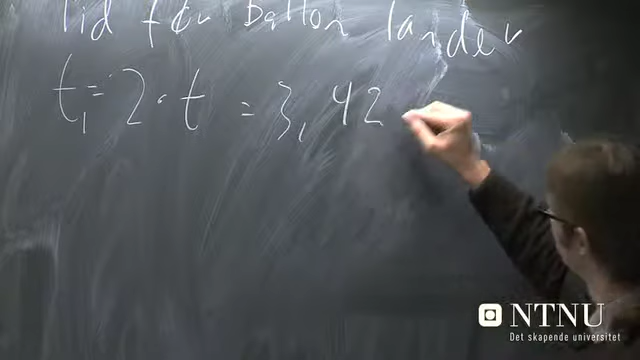 Tid før ballon lander
t₁ = 2 · t = 3,42
NTNU
Det skapende universitet